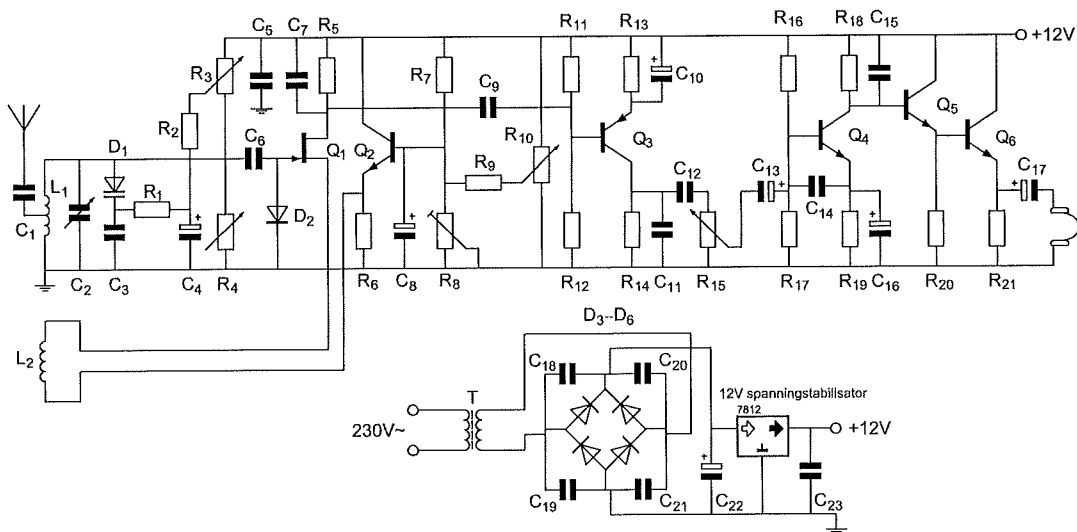 R11 R13 R16 R18 C15
C5 C7 R5
+12V
R3 R7 C9 C10
R2 R10
D1 C6 Q1 Q2 Q3 Q4 Q5 Q6
L1 R1 R9 C12 C13 C17
C1 D2 C14
C2 C3 C4 R4 R6 C8 R8 R12 R14 C11 R15 R17 R19 C16 R20 R21
D3--D6
L2 C18 C20
12V spanningstabilisator
T 7812
230V~ +12V
C19 C21 C22 C23